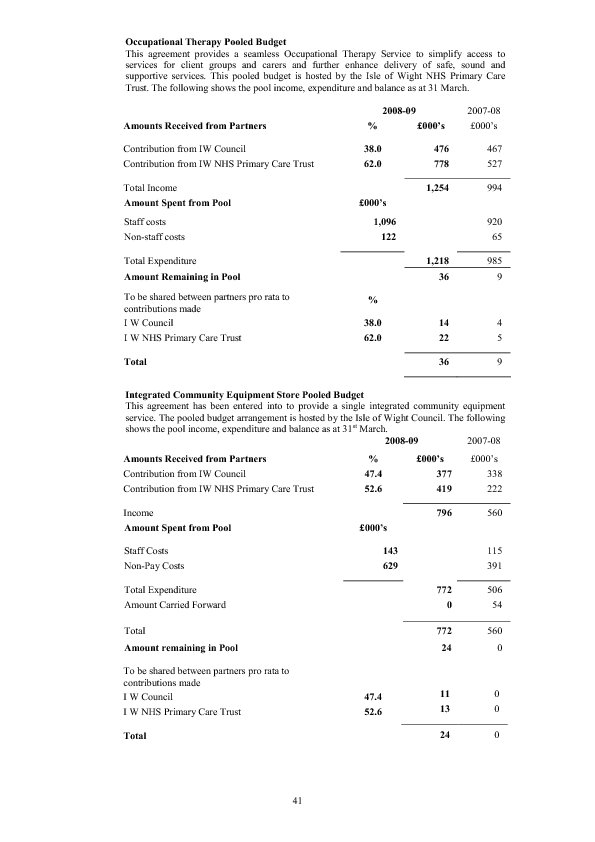 Occupational Therapy Pooled Budget
This agreement provides a seamless Occupational Therapy Service to simplify access to
services for client groups and carers and further enhance delivery of safe, sound and
supportive services. This pooled budget is hosted by the Isle of Wight NHS Primary Care
Trust. The following shows the pool income, expenditure and balance as at 31 March.
2008-09 2007-08
Amounts Received from Partners % £000’s £000’s
Contribution from IW Council 38.0 476 467
Contribution from IW NHS Primary Care Trust 62.0 778 527
Total Income 1,254 994
Amount Spent from Pool £000’s
Staff costs 1,096 920
Non-staff costs 122 65
Total Expenditure 1,218 985
Amount Remaining in Pool 36 9
To be shared between partners pro rata to
contributions made %
I W Council 38.0 14 4
I W NHS Primary Care Trust 62.0 22 5
Total 36 9
Integrated Community Equipment Store Pooled Budget
This agreement has been entered into to provide a single integrated community equipment
service. The pooled budget arrangement is hosted by the Isle of Wight Council. The following
shows the pool income, expenditure and balance as at 31st March.
2008-09 2007-08
Amounts Received from Partners % £000’s £000’s
Contribution from IW Council 47.4 377 338
Contribution from IW NHS Primary Care Trust 52.6 419 222
Income 796 560
Amount Spent from Pool £000’s
Staff Costs 143 115
Non-Pay Costs 629 391
Total Expenditure 772 506
Amount Carried Forward 0 54
Total 772 560
Amount remaining in Pool 24 0
To be shared between partners pro rata to
contributions made
I W Council 47.4 11 0
I W NHS Primary Care Trust 52.6 13 0
Total 24 0
41